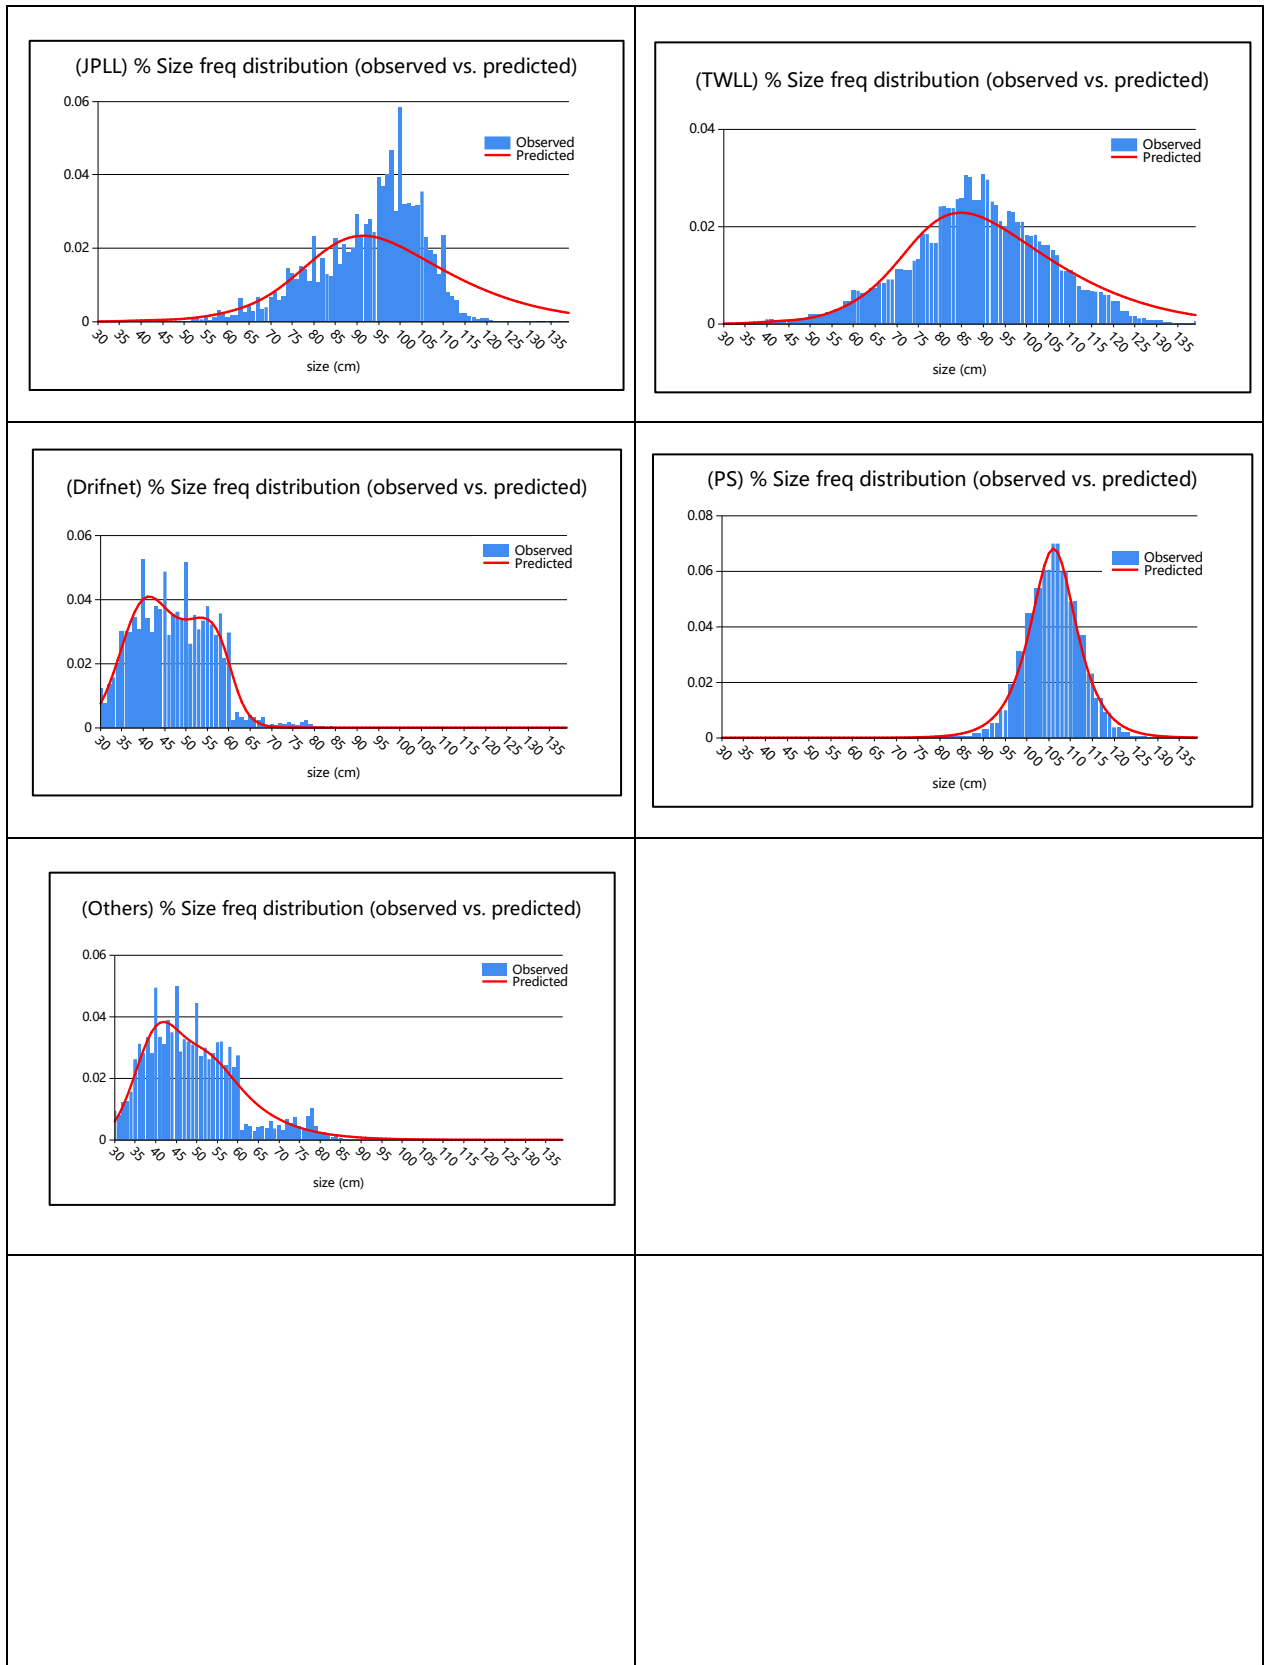 (JPLL) % Size freq distribution (observed vs. predicted)
0.06
0.04
0.02
0
Observed
Predicted
30 35 40 45 50 55 60 65 70 75 80 85 90 95 100 105 110 115 120 125 130 135
size (cm)
(TWLL) % Size freq distribution (observed vs. predicted)
0.04
0.02
0
Observed
Predicted
30 35 40 45 50 55 60 65 70 75 80 85 90 95 100 105 110 115 120 125 130 135
size (cm)
(Drifnet) % Size freq distribution (observed vs. predicted)
0.06
0.04
0.02
0
Observed
Predicted
30 35 40 45 50 55 60 65 70 75 80 85 90 95 100 105 110 115 120 125 130 135
size (cm)
(PS) % Size freq distribution (observed vs. predicted)
0.08
0.06
0.04
0.02
0
Observed
Predicted
30 35 40 45 50 55 60 65 70 75 80 85 90 95 100 105 110 115 120 125 130 135
size (cm)
(Others) % Size freq distribution (observed vs. predicted)
0.06
0.04
0.02
0
Observed
Predicted
30 35 40 45 50 55 60 65 70 75 80 85 90 95 100 105 110 115 120 125 130 135
size (cm)